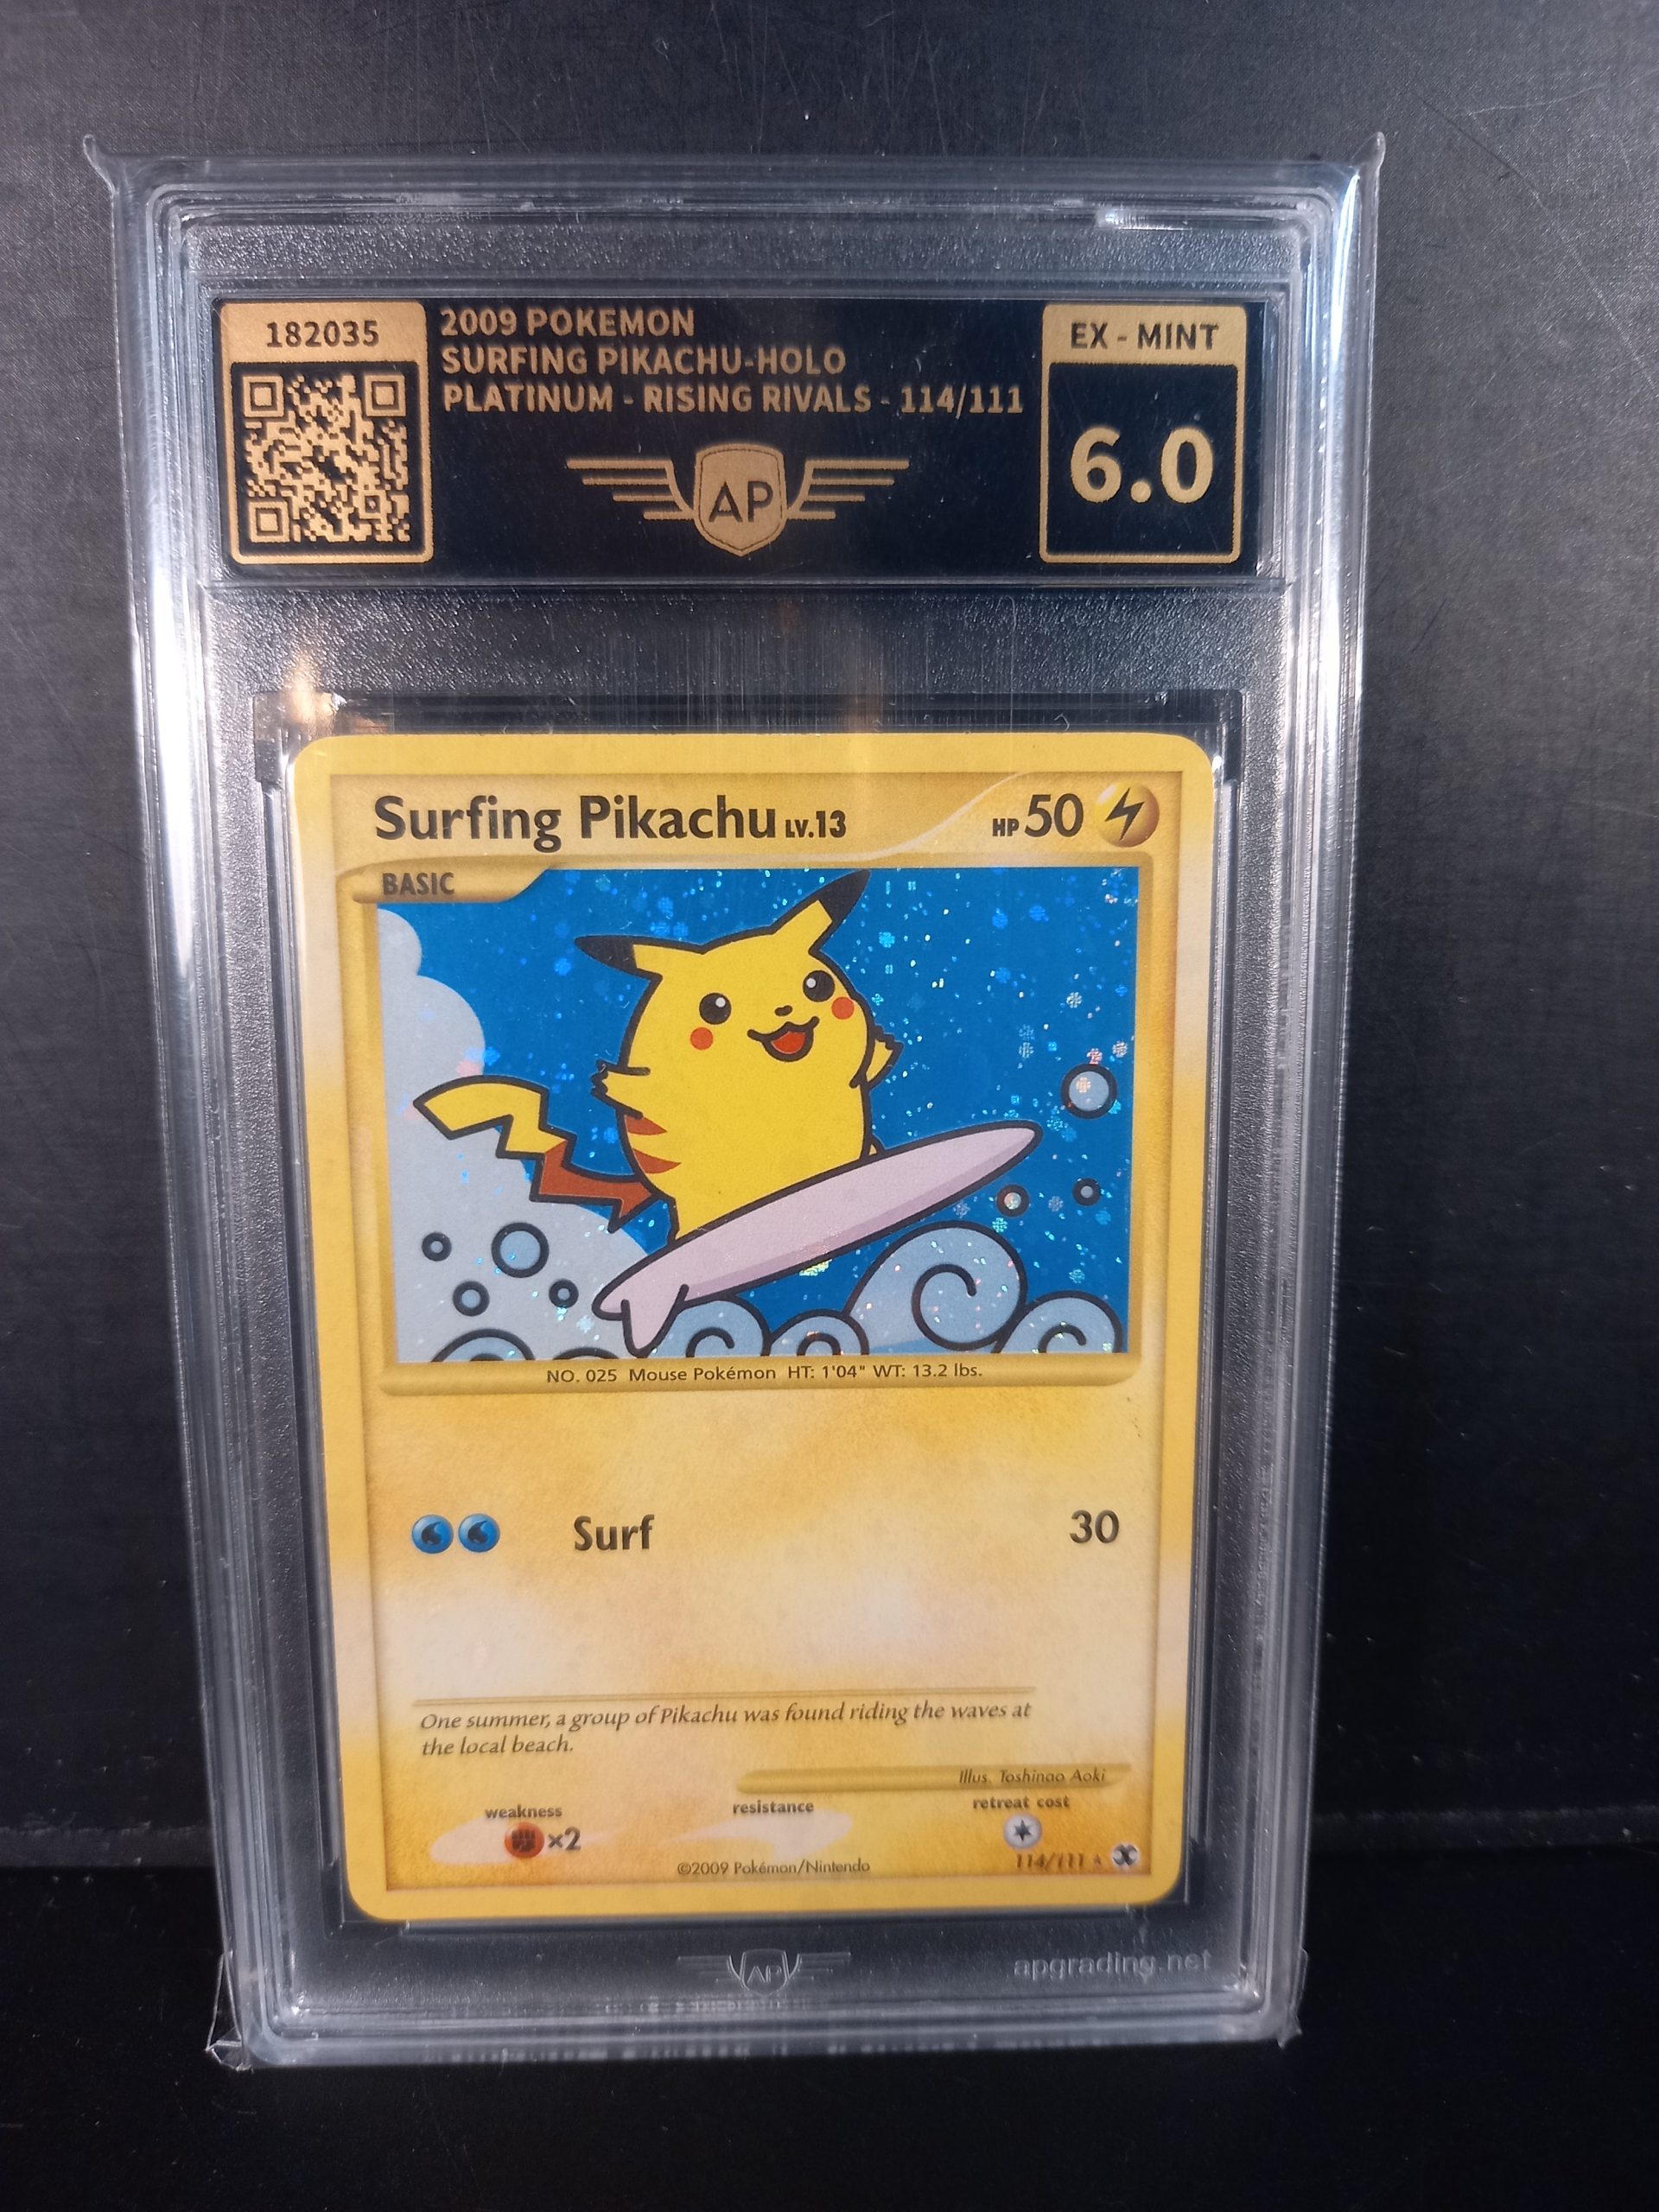 182035
2009 POKEMON
SURFING PIKACHU-HOLO
PLATINUM - RISING RIVALS - 114/111
AP
EX - MINT
6.0
Surfing Pikachu LV.13 HP 50
BASIC
NO. 025 Mouse Pokémon HT: 1'04" WT: 13.2 lbs.
Surf 30
One summer, a group of Pikachu was found riding the waves at
the local beach.
Illus. Toshinao Aoki
weakness resistance retreat cost
×2
©2009 Pokémon/Nintendo 114/111
AP apgrading.net